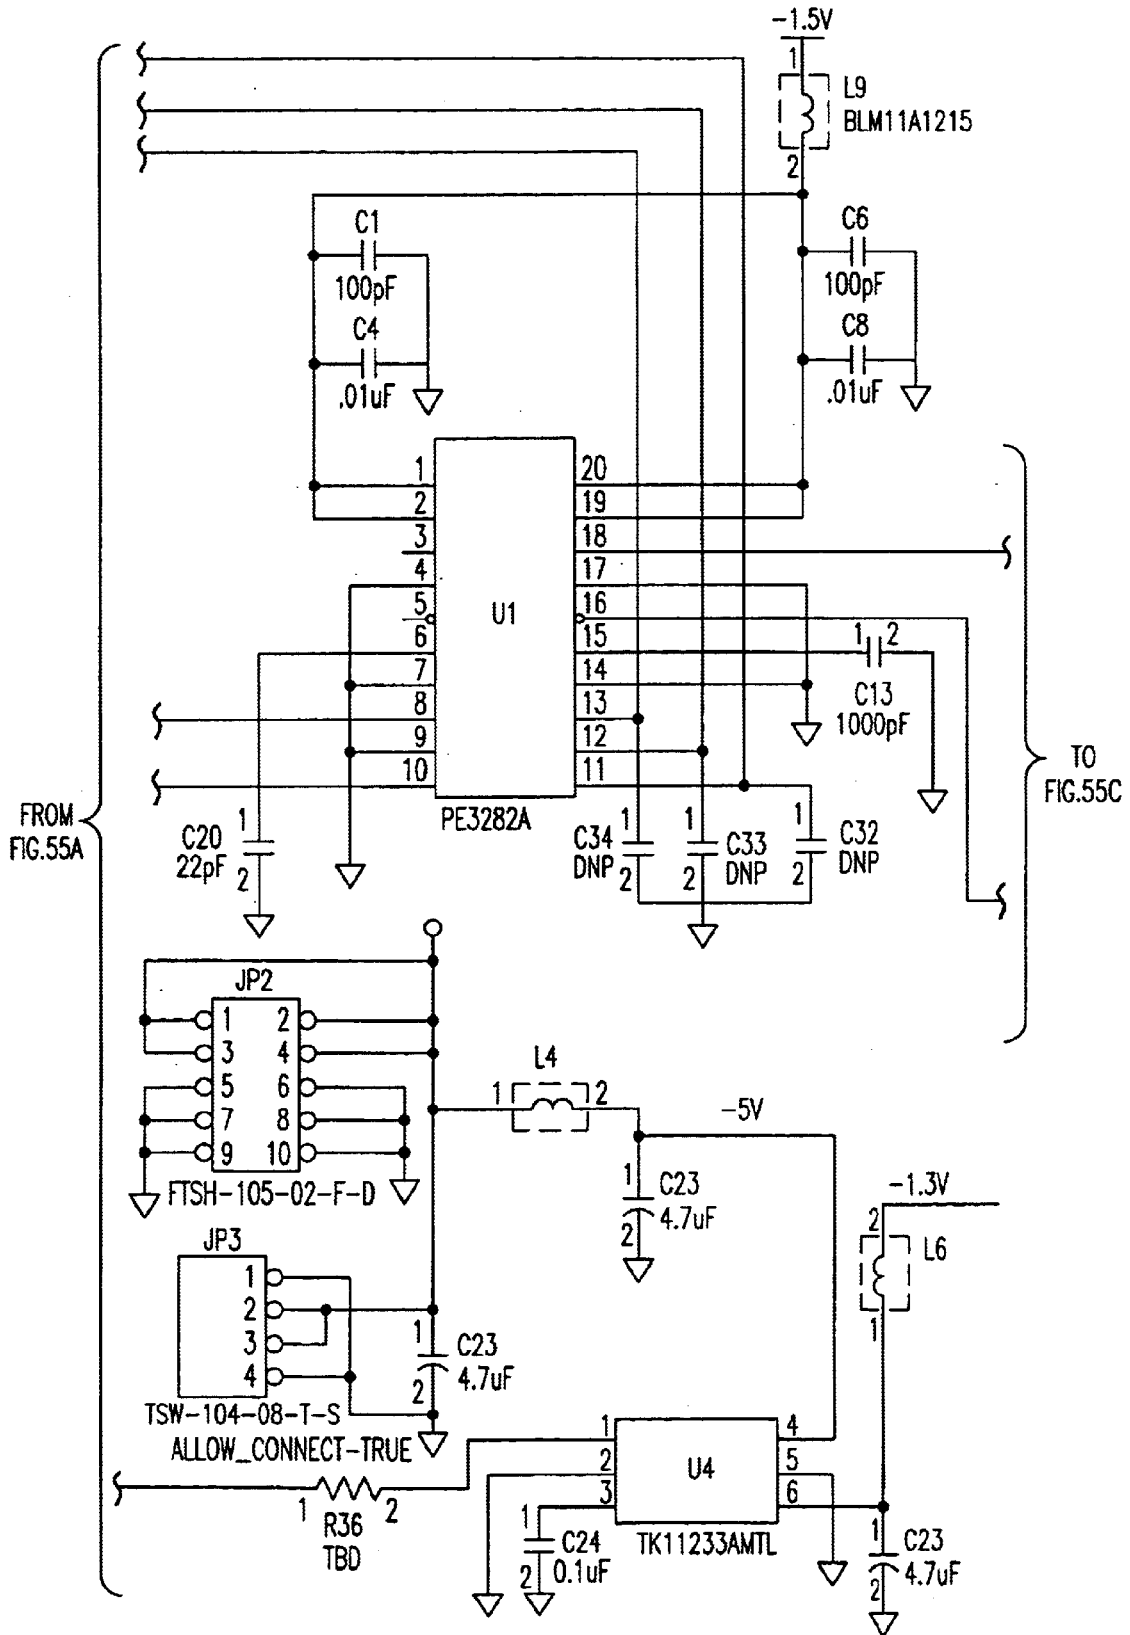 -1.5V
1
L9
BLM11A1215
2
C1
100pF
C4
.01uF
C6
100pF
C8
.01uF
1
2
3
4
5
6
7
8
9
10
U1
20
19
18
17
16
15
14
13
12
11
PE3282A
1
2
C13
1000pF
TO
FIG.55C
FROM
FIG.55A
1
C20
22pF
2
1
C34
DNP
2
1
C33
DNP
2
1
C32
DNP
2
JP2
1
2
3
4
5
6
7
8
9
10
FTSH-105-02-F-D
L4
1
2
-5V
1
C23
4.7uF
2
-1.3V
2
L6
1
JP3
1
2
3
4
TSW-104-08-T-S
ALLOW_CONNECT-TRUE
1
C23
4.7uF
2
1
2
R36
TBD
1
2
3
U4
4
5
6
TK11233AMTL
1
C24
0.1uF
2
1
C23
4.7uF
2